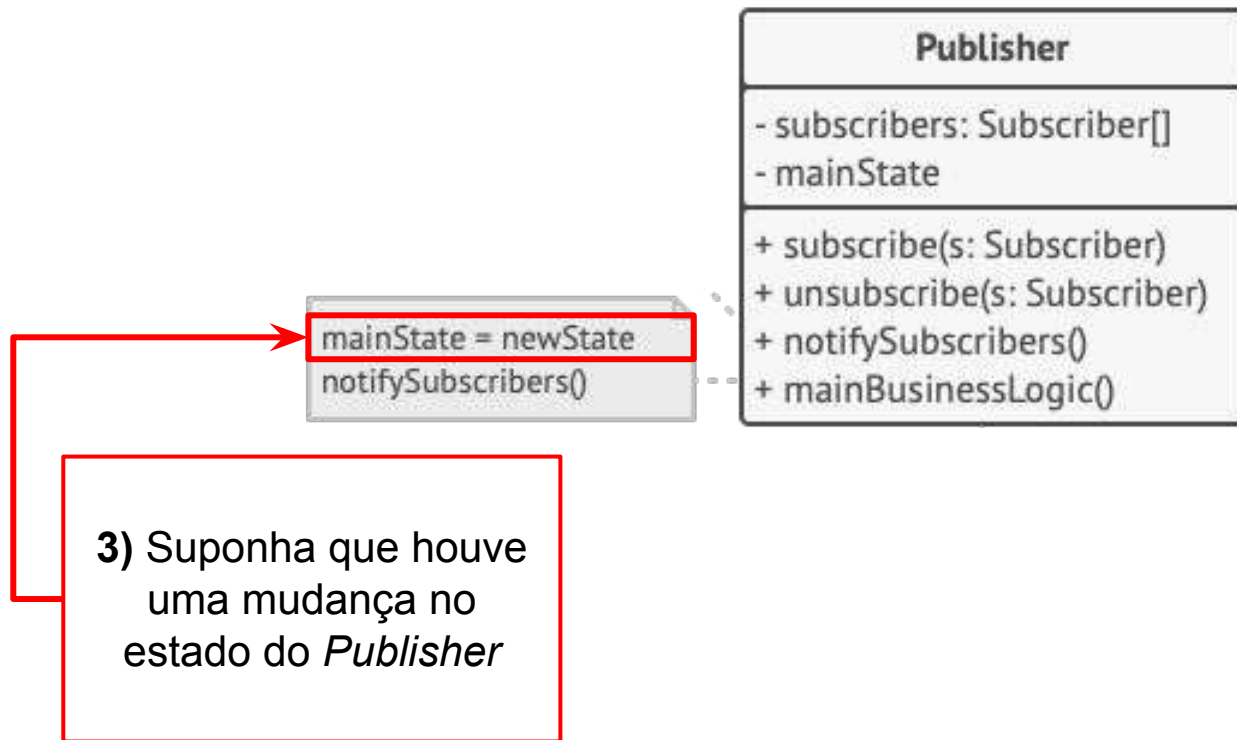 Publisher
- subscribers: Subscriber[]
- mainState
+ subscribe(s: Subscriber)
+ unsubscribe(s: Subscriber)
+ notifySubscribers()
+ mainBusinessLogic()
mainState = newState
notifySubscribers()
3) Suponha que houve
uma mudança no
estado do Publisher